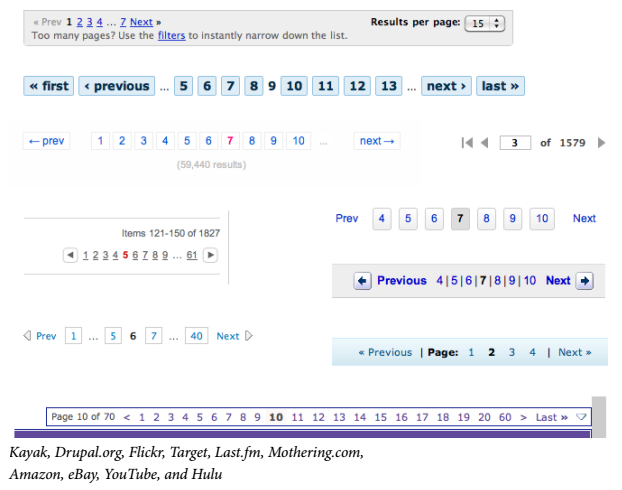 « Prev 1 2 3 4 ... 7 Next » Results per page: 15
Too many pages? Use the filters to instantly narrow down the list.
« first ‹ previous ... 5 6 7 8 9 10 11 12 13 ... next › last »
← prev 1 2 3 4 5 6 7 8 9 10 ... next →
(59,440 results)
3 of 1579
Items 121-150 of 1827
1 2 3 4 5 6 7 8 9 ... 61
Prev 4 5 6 7 8 9 10 Next
Previous 4|5|6|7|8|9|10 Next
Prev 1 ... 5 6 7 ... 40 Next
« Previous | Page: 1 2 3 4 | Next »
Page 10 of 70 < 1 2 3 4 5 6 7 8 9 10 11 12 13 14 15 16 17 18 19 20 60 > Last »
Kayak, Drupal.org, Flickr, Target, Last.fm, Mothering.com,
Amazon, eBay, YouTube, and Hulu